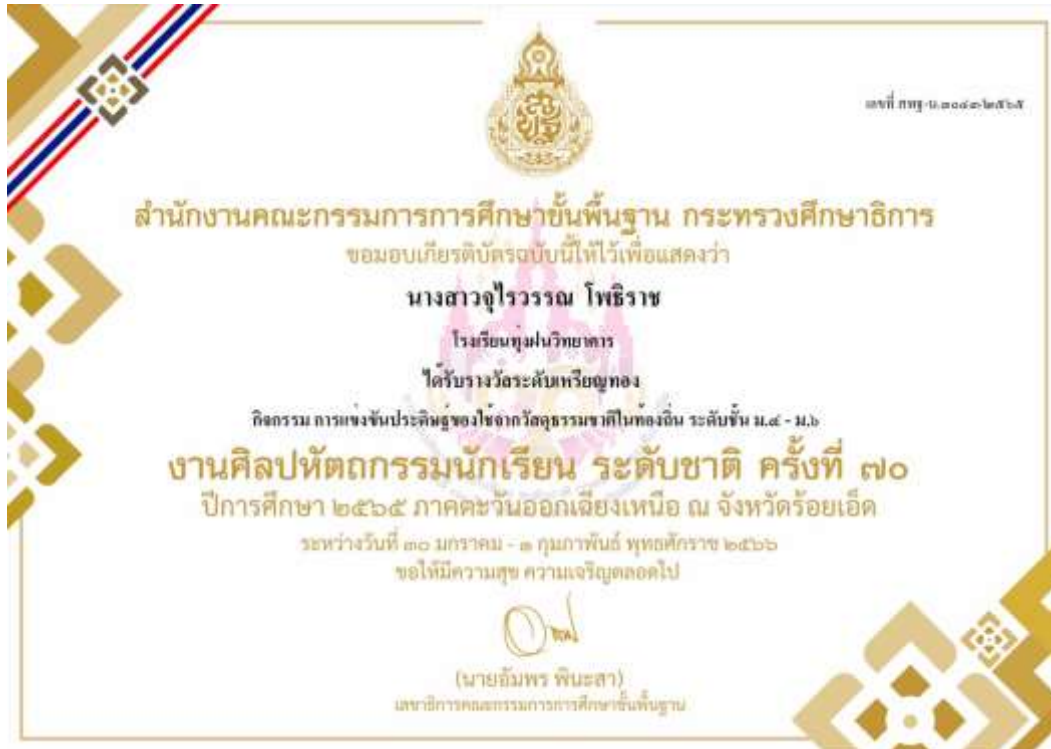 เลขที่ สพฐ-บ.๓๐๔๓/๒๕๖๕
สำนักงานคณะกรรมการการศึกษาขั้นพื้นฐาน กระทรวงศึกษาธิการ
ขอมอบเกียรติบัตรฉบับนี้ให้ไว้เพื่อแสดงว่า
นางสาวจุไรวรรณ โพธิราช
โรงเรียนทุ่งฝนวิทยาคาร
ได้รับรางวัลระดับเหรียญทอง
กิจกรรม การแข่งขันประดิษฐ์ของใช้จากวัสดุธรรมชาติในท้องถิ่น ระดับชั้น ม.๔ - ม.๖
งานศิลปหัตถกรรมนักเรียน ระดับชาติ ครั้งที่ ๗๐
ปีการศึกษา ๒๕๖๕ ภาคตะวันออกเฉียงเหนือ ณ จังหวัดร้อยเอ็ด
ระหว่างวันที่ ๓๐ มกราคม - ๑ กุมภาพันธ์ พุทธศักราช ๒๕๖๖
ขอให้มีความสุข ความเจริญตลอดไป
(นายอัมพร พินะสา)
เลขาธิการคณะกรรมการการศึกษาขั้นพื้นฐาน